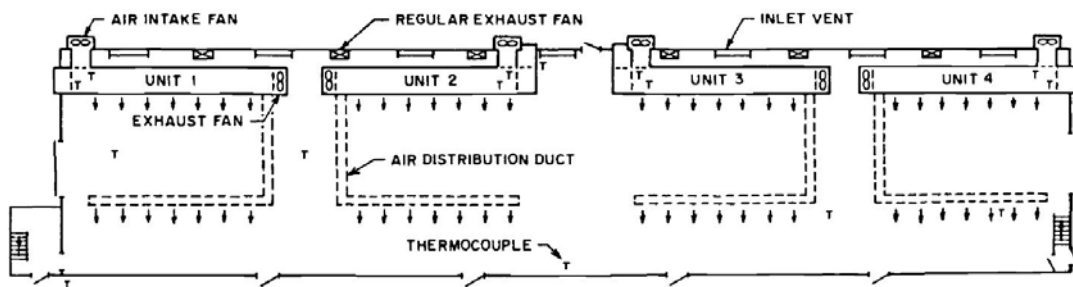 AIR INTAKE FAN
REGULAR EXHAUST FAN
INLET VENT
T
T
T
T
T
T
T
T
T
UNIT 1
UNIT 2
UNIT 3
UNIT 4
EXHAUST FAN
T
T
AIR DISTRIBUTION DUCT
T
T
THERMOCOUPLE
T
T
T